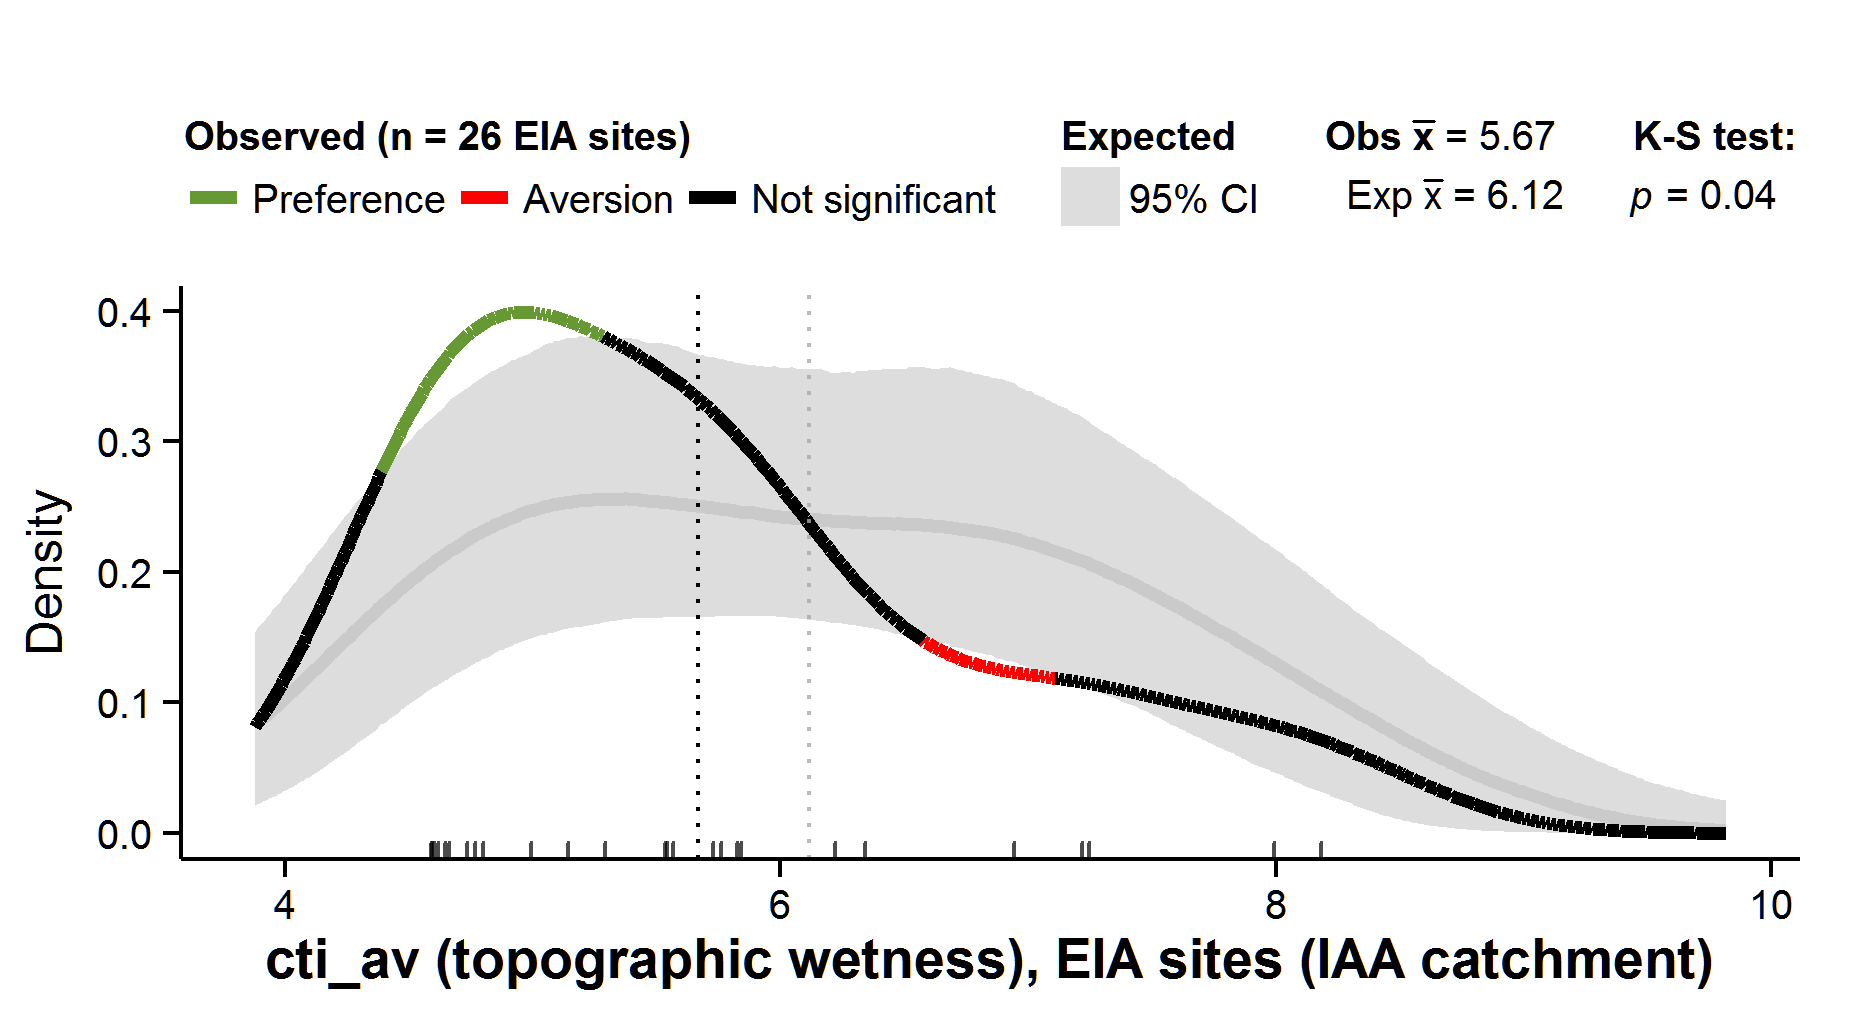 Observed (n = 26 EIA sites)
Preference Aversion Not significant
Expected
95% CI
Obs x̅ = 5.67
Exp x̅ = 6.12
K-S test:
p = 0.04
Density
0.4
0.3
0.2
0.1
0.0
4 6 8 10
cti_av (topographic wetness), EIA sites (IAA catchment)